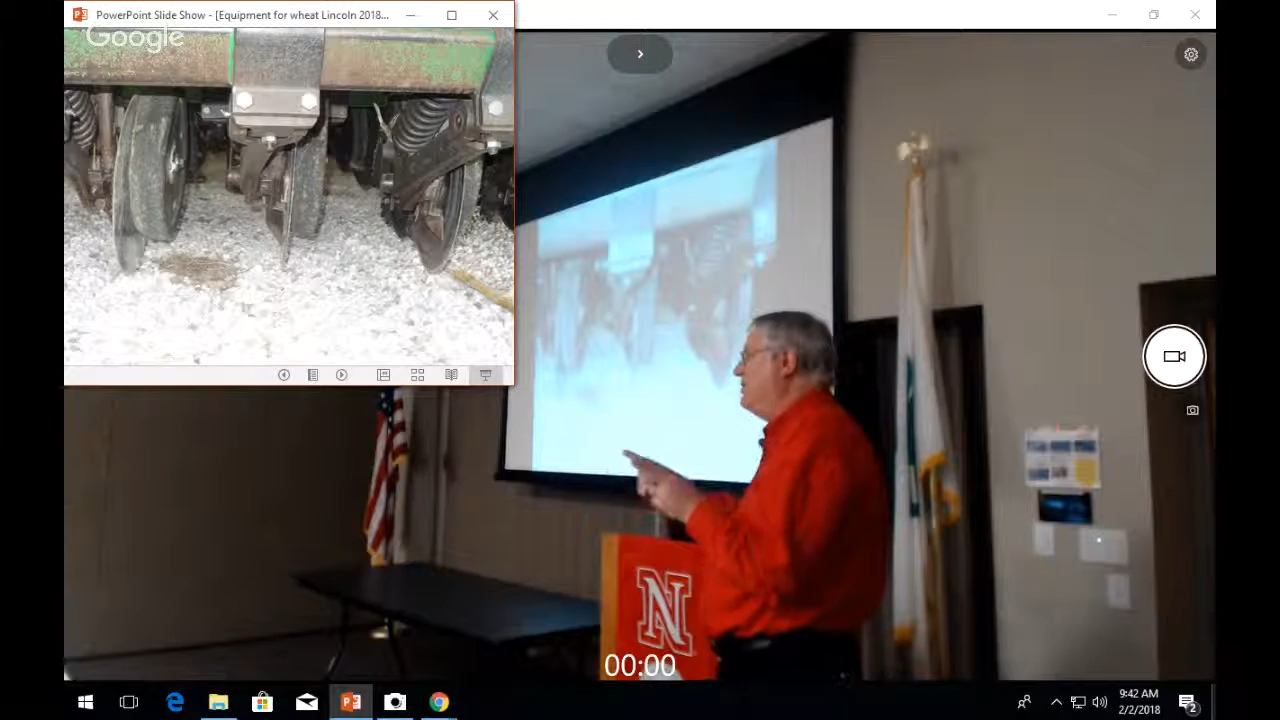 PowerPoint Slide Show - [Equipment for wheat Lincoln 2018...
Google
N
00:00
9:42 AM
2/2/2018
2